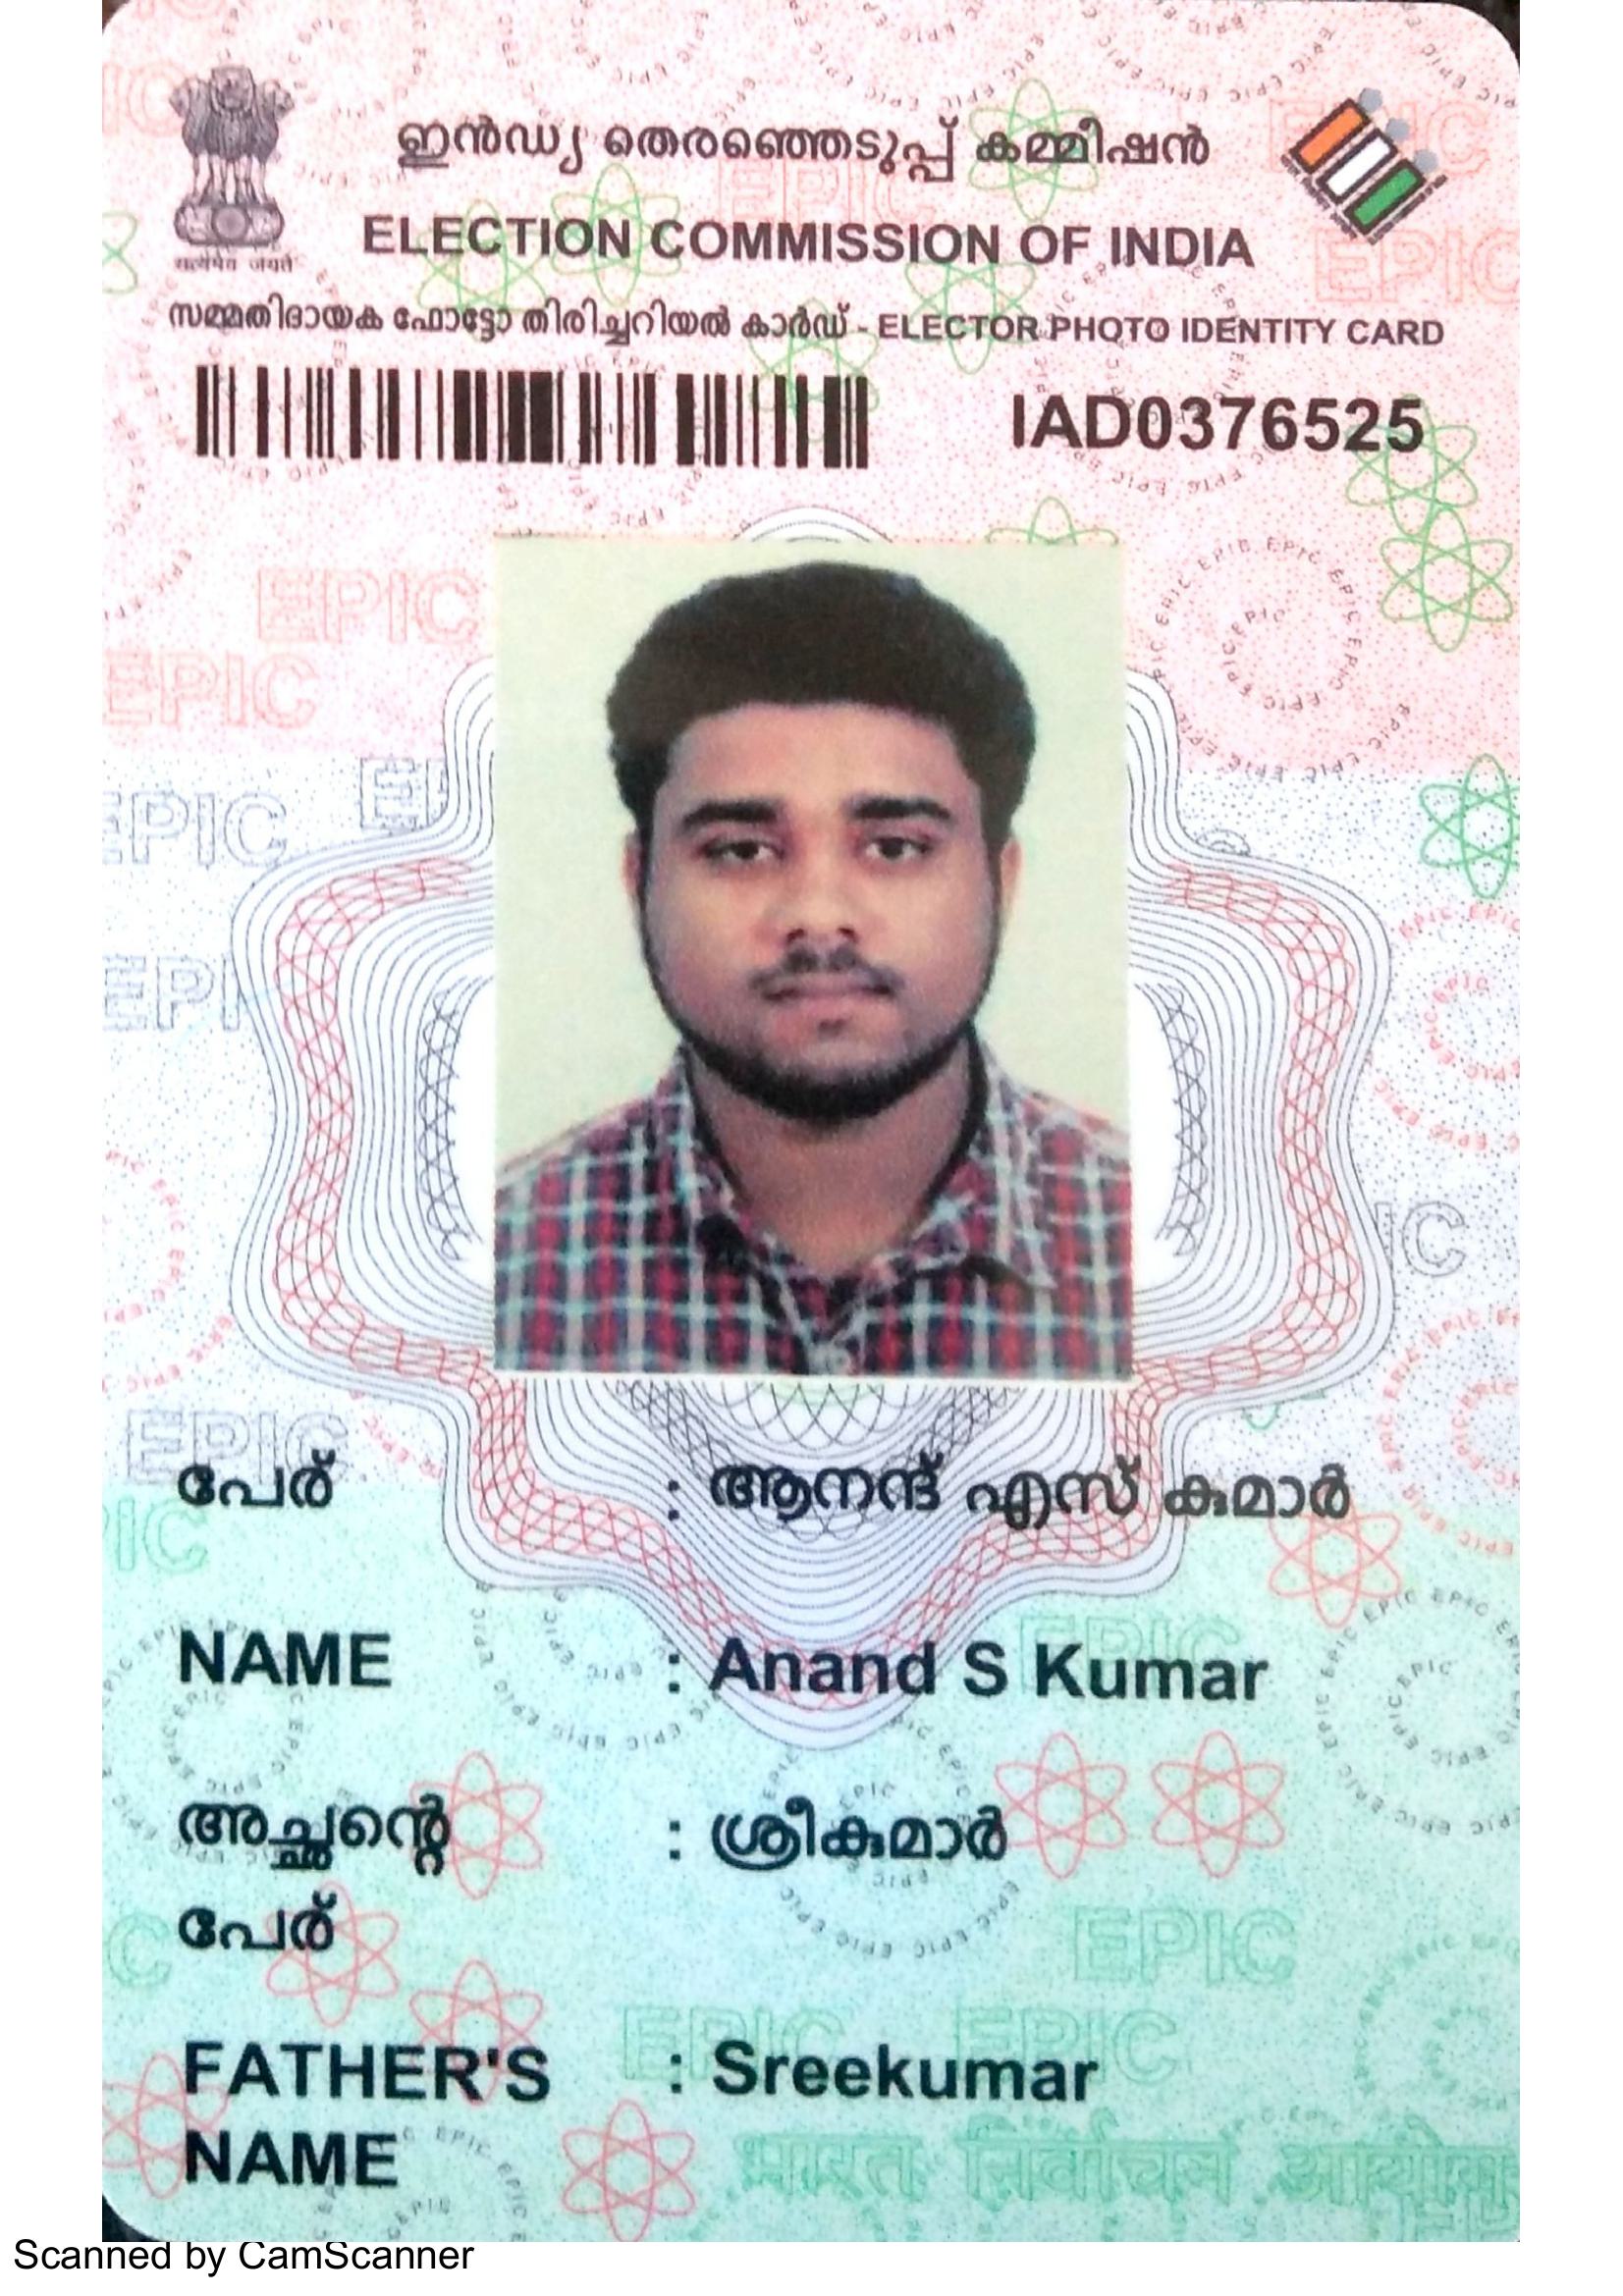 ഇൻഡ്യ തെരഞ്ഞെടുപ്പ് കമ്മീഷൻ
ELECTION COMMISSION OF INDIA
सत्यमेव जयते
സമ്മതിദായക ഫോട്ടോ തിരിച്ചറിയൽ കാർഡ് - ELECTOR PHOTO IDENTITY CARD
IAD0376525
പേര് : ആനന്ദ് എസ് കുമാർ
NAME : Anand S Kumar
അച്ഛന്റെ : ശ്രീകുമാർ
പേര്
FATHER'S : Sreekumar
NAME
भारत निर्वाचन आयोग
Scanned by CamScanner